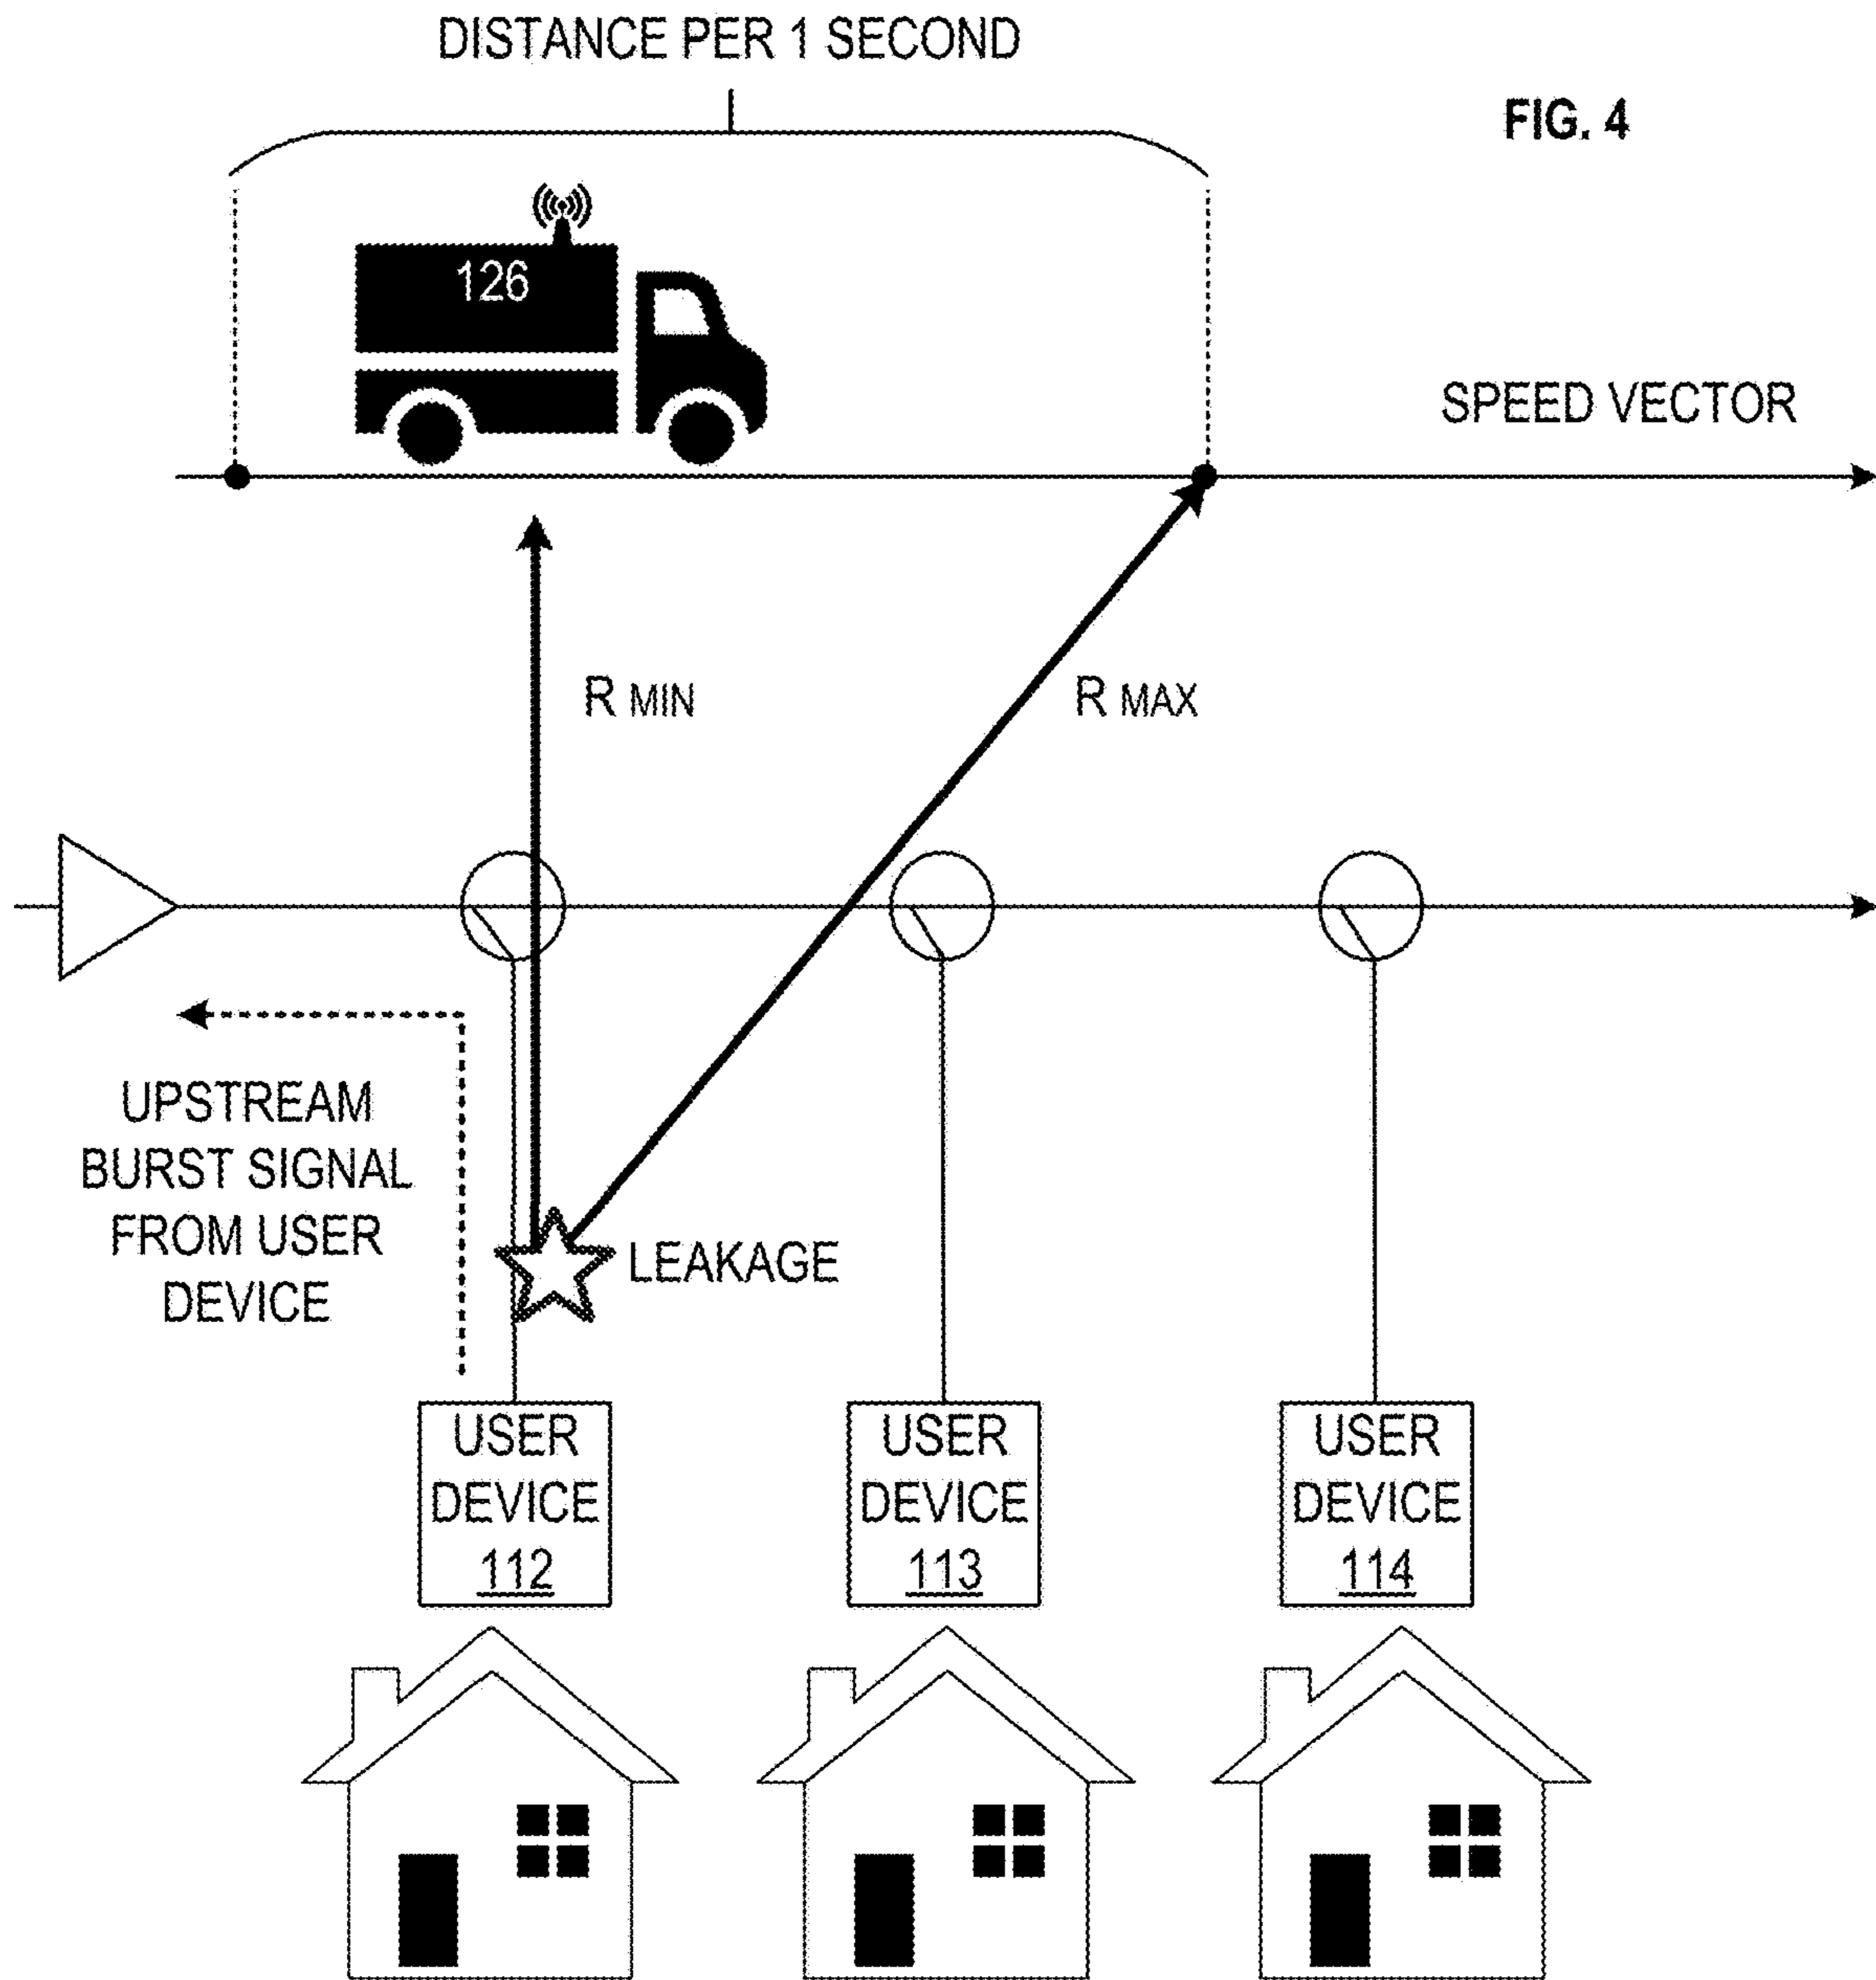 DISTANCE PER 1 SECOND
FIG. 4
126
SPEED VECTOR
R MIN
R MAX
UPSTREAM
BURST SIGNAL
FROM USER
DEVICE
LEAKAGE
USER
DEVICE
112
USER
DEVICE
113
USER
DEVICE
114